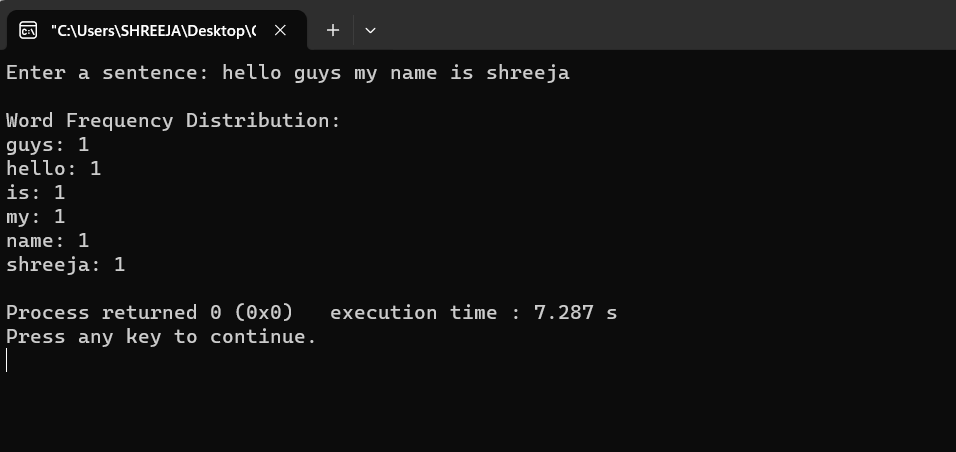 "C:\Users\SHREEJA\Desktop\
Enter a sentence: hello guys my name is shreeja
Word Frequency Distribution:
guys: 1
hello: 1
is: 1
my: 1
name: 1
shreeja: 1
Process returned 0 (0x0)   execution time : 7.287 s
Press any key to continue.